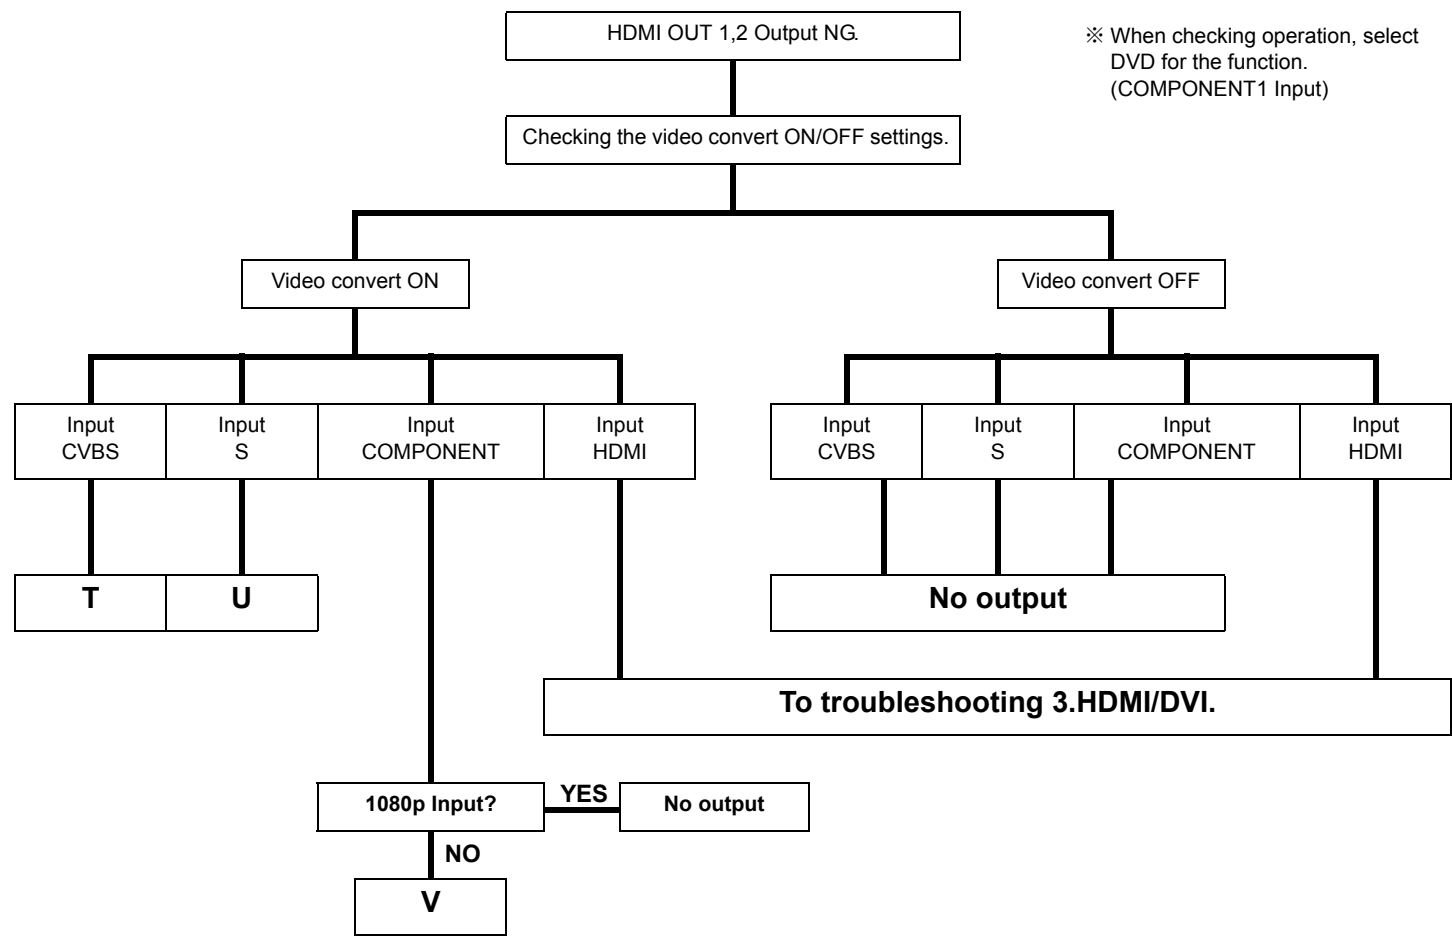 HDMI OUT 1,2 Output NG.
※ When checking operation, select
DVD for the function.
(COMPONENT1 Input)
Checking the video convert ON/OFF settings.
Video convert ON
Video convert OFF
Input
CVBS
Input
S
Input
COMPONENT
Input
HDMI
Input
CVBS
Input
S
Input
COMPONENT
Input
HDMI
T
U
No output
To troubleshooting 3.HDMI/DVI.
1080p Input?
YES
No output
NO
V